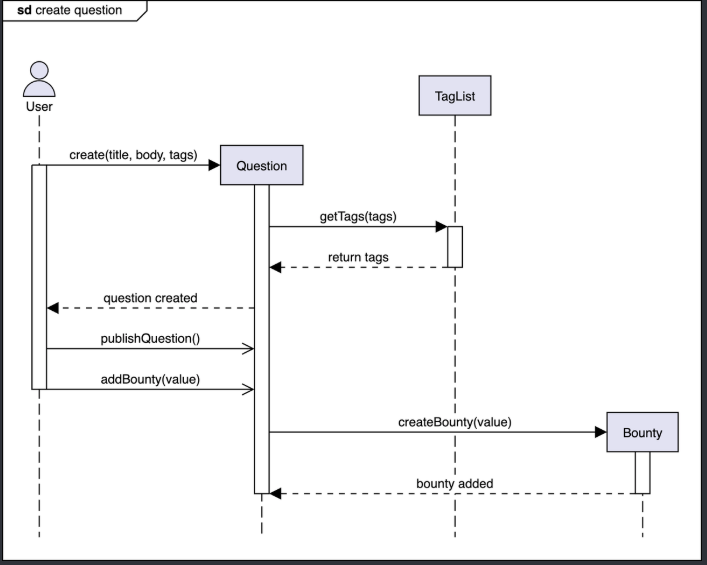 sd create question
User
TagList
create(title, body, tags)
Question
getTags(tags)
return tags
question created
publishQuestion()
addBounty(value)
createBounty(value)
Bounty
bounty added